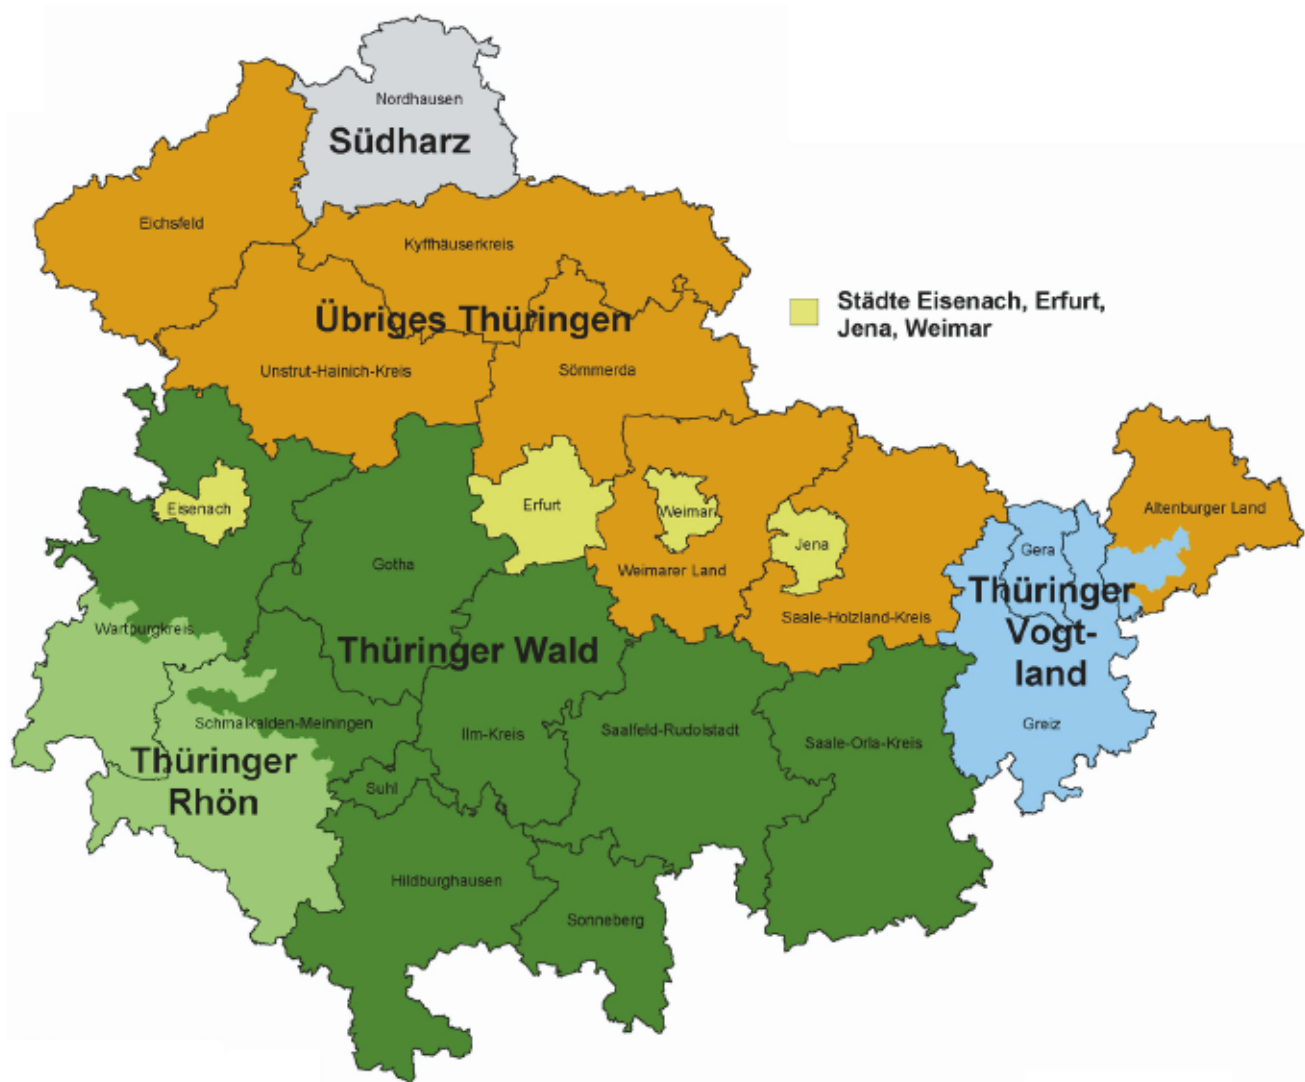 Nordhausen
Südharz
Eichsfeld
Kyffhäuserkreis
Übriges Thüringen
Städte Eisenach, Erfurt,
Jena, Weimar
Unstrut-Hainich-Kreis
Sömmerda
Eisenach
Erfurt
Weimar
Jena
Altenburger Land
Gotha
Weimarer Land
Gera
Thüringer
Vogt-
land
Saale-Holzland-Kreis
Wartburgkreis
Thüringer Wald
Schmalkalden-Meiningen
Ilm-Kreis
Saalfeld-Rudolstadt
Saale-Orla-Kreis
Greiz
Thüringer
Rhön
Suhl
Hildburghausen
Sonneberg